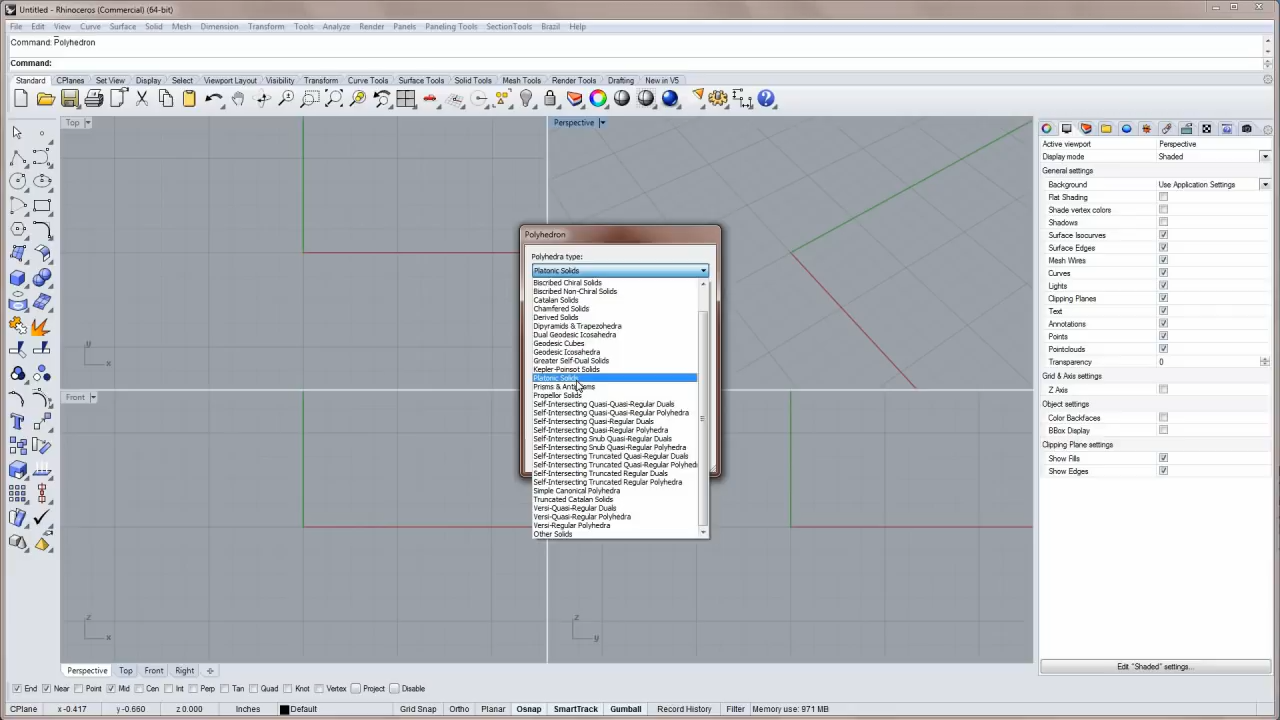 Untitled - Rhinoceros (Commercial) (64-bit)
File Edit View Curve Surface Solid Mesh Dimension Transform Tools Analyze Render Panels Paneling Tools SectionTools Brazil Help
Command: Polyhedron
Command:
Standard CPlanes Set View Display Select Viewport Layout Visibility Transform Curve Tools Surface Tools Solid Tools Mesh Tools Render Tools Drafting New in V5
Top
Perspective
y
x
Front
z
x
z
y
Polyhedron
Polyhedra type:
Platonic Solids
Biscribed Chiral Solids
Biscribed Non-Chiral Solids
Catalan Solids
Chamfered Solids
Derived Solids
Dipyramids & Trapezohedra
Dual Geodesic Icosahedra
Geodesic Cubes
Geodesic Icosahedra
Greater Self-Dual Solids
Kepler-Poinsot Solids
Platonic Solids
Prisms & Antiprisms
Propellor Solids
Self-Intersecting Quasi-Quasi-Regular Duals
Self-Intersecting Quasi-Quasi-Regular Polyhedra
Self-Intersecting Quasi-Regular Duals
Self-Intersecting Quasi-Regular Polyhedra
Self-Intersecting Snub Quasi-Regular Duals
Self-Intersecting Snub Quasi-Regular Polyhedra
Self-Intersecting Truncated Quasi-Regular Duals
Self-Intersecting Truncated Quasi-Regular Polyhed
Self-Intersecting Truncated Regular Duals
Self-Intersecting Truncated Regular Polyhedra
Simple Canonical Polyhedra
Truncated Catalan Solids
Versi-Quasi-Regular Duals
Versi-Quasi-Regular Polyhedra
Versi-Regular Polyhedra
Other Solids
Active viewport Perspective
Display mode Shaded
General settings
Background Use Application Settings
Flat Shading
Shade vertex colors
Shadows
Surface Isocurves
Surface Edges
Mesh Wires
Curves
Lights
Clipping Planes
Text
Annotations
Points
Pointclouds
Transparency 0
Grid & Axis settings
Z Axis
Object settings
Color Backfaces
BBox Display
Clipping Plane settings
Show Fills
Show Edges
Edit "Shaded" settings...
Perspective Top Front Right
End Near Point Mid Cen Int Perp Tan Quad Knot Vertex Project Disable
CPlane x -0.417 y -0.660 z 0.000 Inches Default Grid Snap Ortho Planar Osnap SmartTrack Gumball Record History Filter Memory use: 971 MB